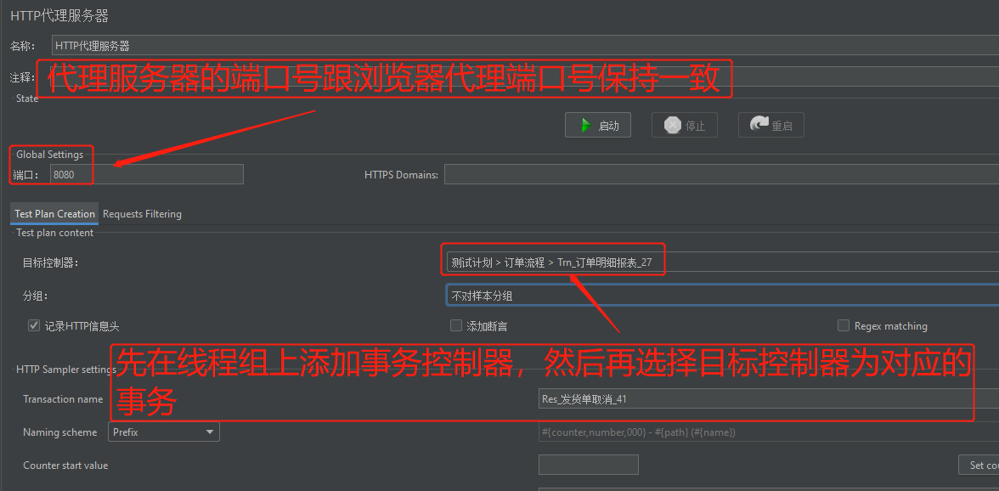 HTTP代理服务器
名称: HTTP代理服务器
注释: 代理服务器的端口号跟浏览器代理端口号保持一致
State
启动 停止 重启
Global Settings
端口: 8080 HTTPS Domains:
Test Plan Creation Requests Filtering
Test plan content
目标控制器: 测试计划 > 订单流程 > Trn_订单明细报表_27
分组: 不对样本分组
记录HTTP信息头 添加断言 Regex matching
先在线程组上添加事务控制器，然后再选择目标控制器为对应的
HTTP Sampler settings
事务
Transaction name Res_发货单取消_41
Naming scheme Prefix #{counter,number,000} - #{path} (#{name})
Counter start value Set cou